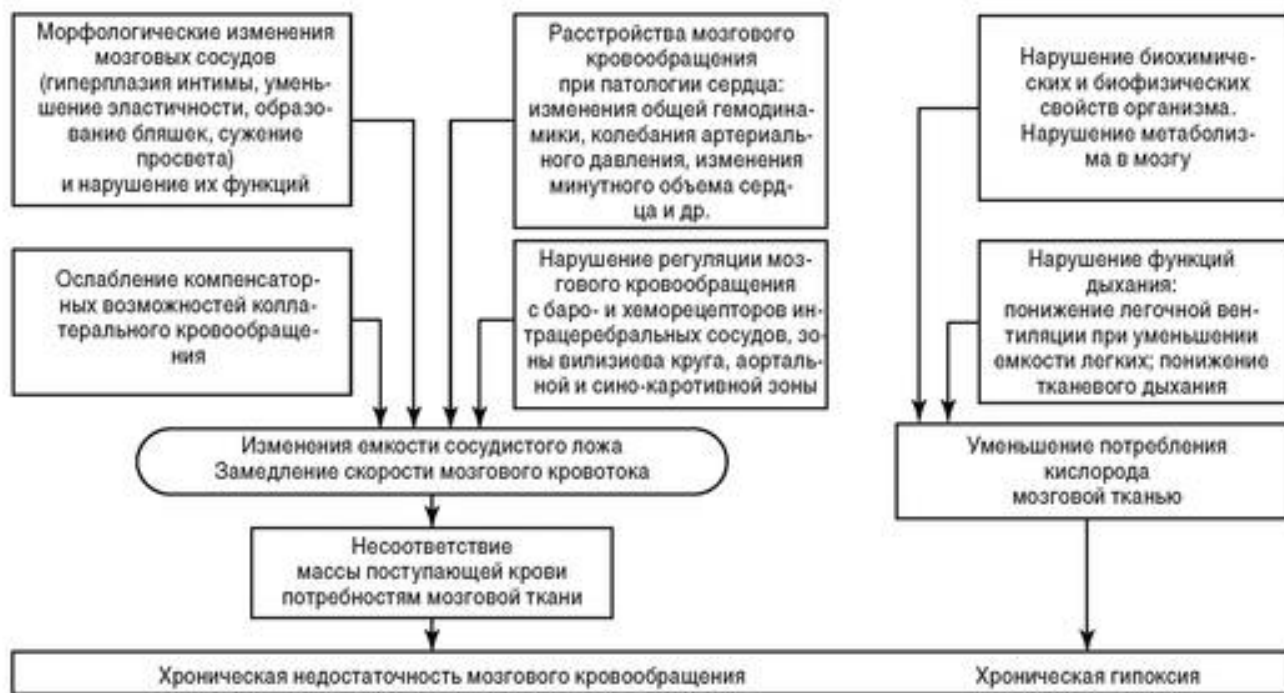 Морфологические изменения
мозговых сосудов
(гиперплазия интимы, умень-
шение эластичности, образо-
вание бляшек, сужение
просвета)
и нарушение их функций
Расстройства мозгового
кровообращения
при патологии сердца:
изменения общей гемодина-
мики, колебания артериаль-
ного давления, изменения
минутного объема серд-
ца и др.
Нарушение биохимиче-
ских и биофизических
свойств организма.
Нарушение метаболиз-
ма в мозгу
Ослабление компенсатор-
ных возможностей колла-
терального кровообраще-
ния
Нарушение регуляции моз-
гового кровообращения
с баро- и хеморецепторов ин-
трацеребральных сосудов, зо-
ны вилизиева круга, аорталь-
ной и сино-каротивной зоны
Нарушение функций
дыхания:
понижение легочной вен-
тиляции при уменьшении
емкости легких; понижение
тканевого дыхания
Изменения емкости сосудистого ложа
Замедление скорости мозгового кровотока
Уменьшение потребления
кислорода
мозговой тканью
Несоответствие
массы поступающей крови
потребностям мозговой ткани
Хроническая недостаточность мозгового кровообращения
Хроническая гипоксия